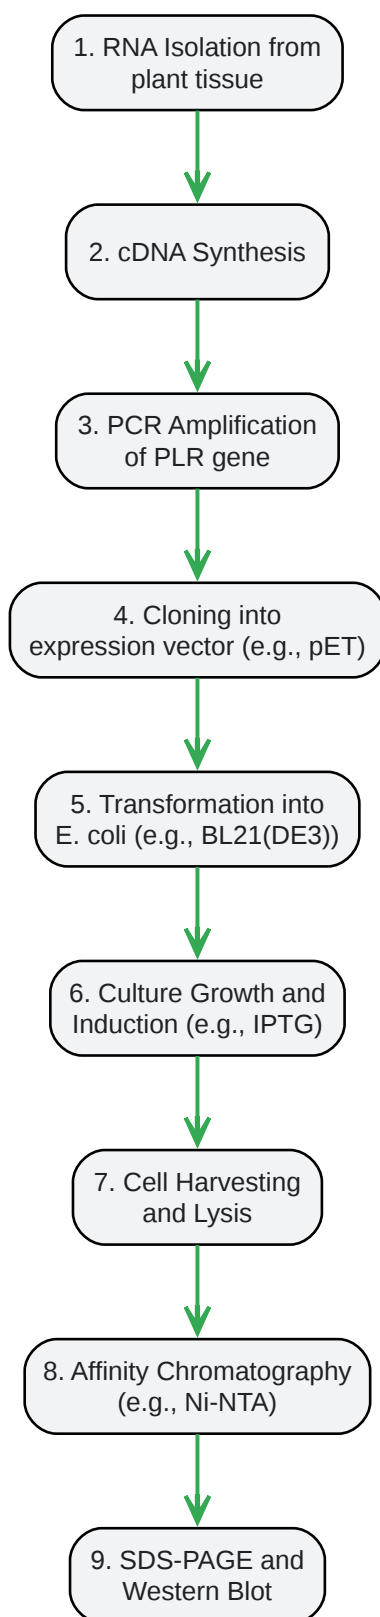 1. RNA Isolation from
plant tissue
2. cDNA Synthesis
3. PCR Amplification
of PLR gene
4. Cloning into
expression vector (e.g., pET)
5. Transformation into
E. coli (e.g., BL21(DE3))
6. Culture Growth and
Induction (e.g., IPTG)
7. Cell Harvesting
and Lysis
8. Affinity Chromatography
(e.g., Ni-NTA)
9. SDS-PAGE and
Western Blot